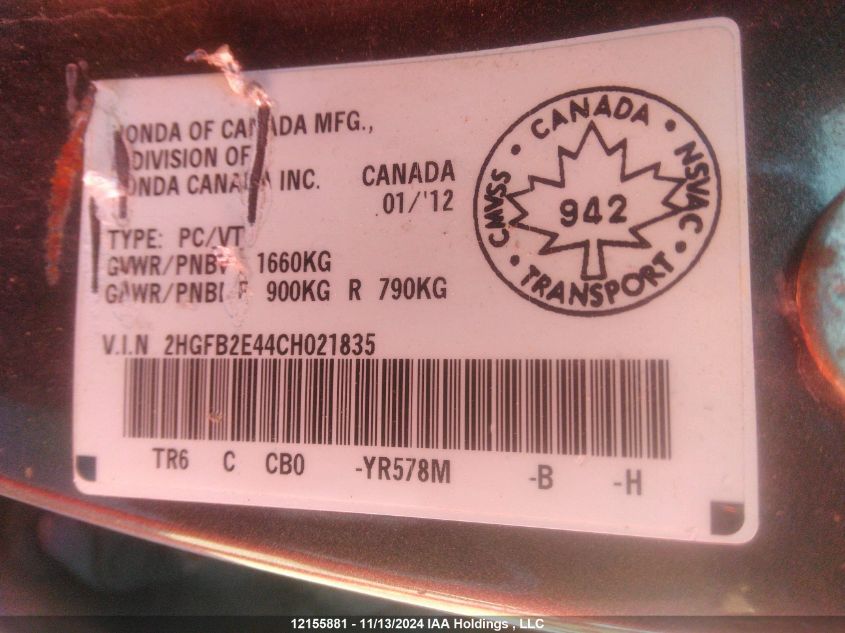 HONDA OF CANADA MFG.,
DIVISION OF
HONDA CANADA INC. CANADA
01/'12
TYPE: PC/VT
GVWR/PNBV 1660KG
GAWR/PNBE F 900KG R 790KG
V.I.N 2HGFB2E44CH021835
TR6 C CB0 -YR578M -B -H
CANADA • NSVAC • TRANSPORT • CMVSS •
942
12155881 - 11/13/2024 IAA Holdings , LLC